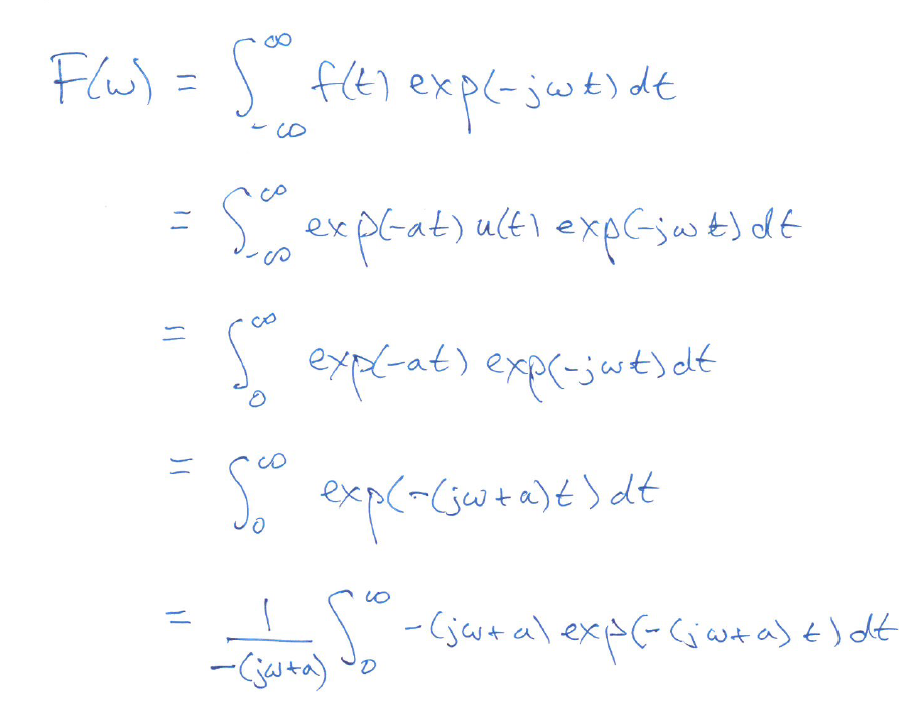 F(ω) = ∫_{-∞}^{∞} f(t) exp(-jωt) dt
= ∫_{-∞}^{∞} exp(-at) u(t) exp(-jωt) dt
= ∫_{0}^{∞} exp(-at) exp(-jωt) dt
= ∫_{0}^{∞} exp(-(jω+a)t) dt
= \frac{1}{-(jω+a)} ∫_{0}^{∞} -(jω+a) exp(-(jω+a)t) dt